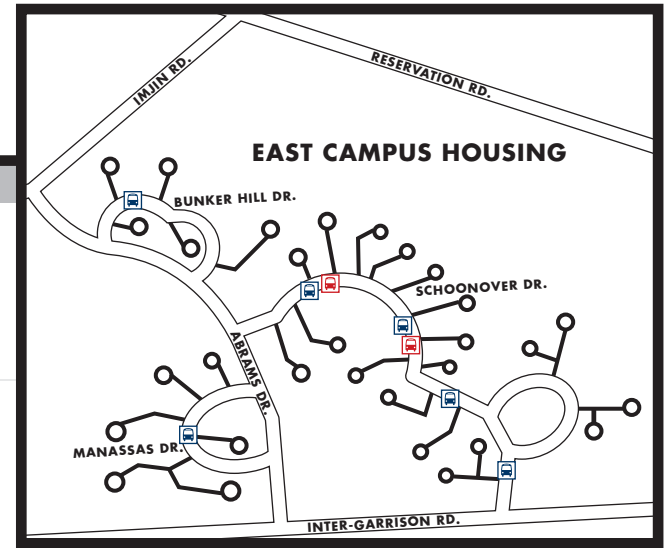 IMJIN RD.
RESERVATION RD.
EAST CAMPUS HOUSING
BUNKER HILL DR.
SCHOONOVER DR.
ABRAMS DR.
MANASSAS DR.
INTER-GARRISON RD.